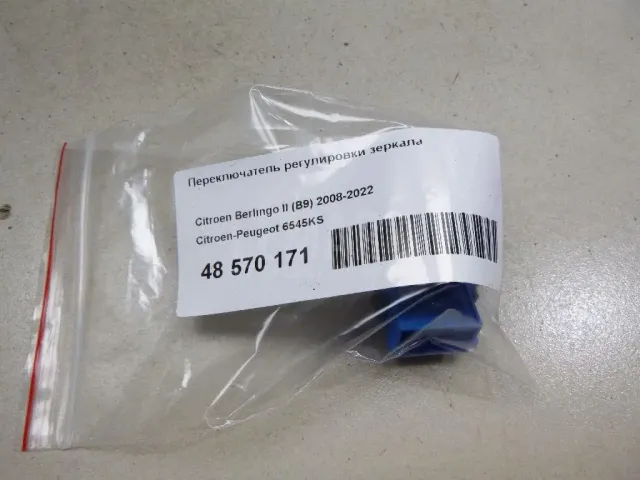 Переключатель регулировки зеркала
Citroen Berlingo II (B9) 2008-2022
Citroen-Peugeot 6545KS
48 570 171